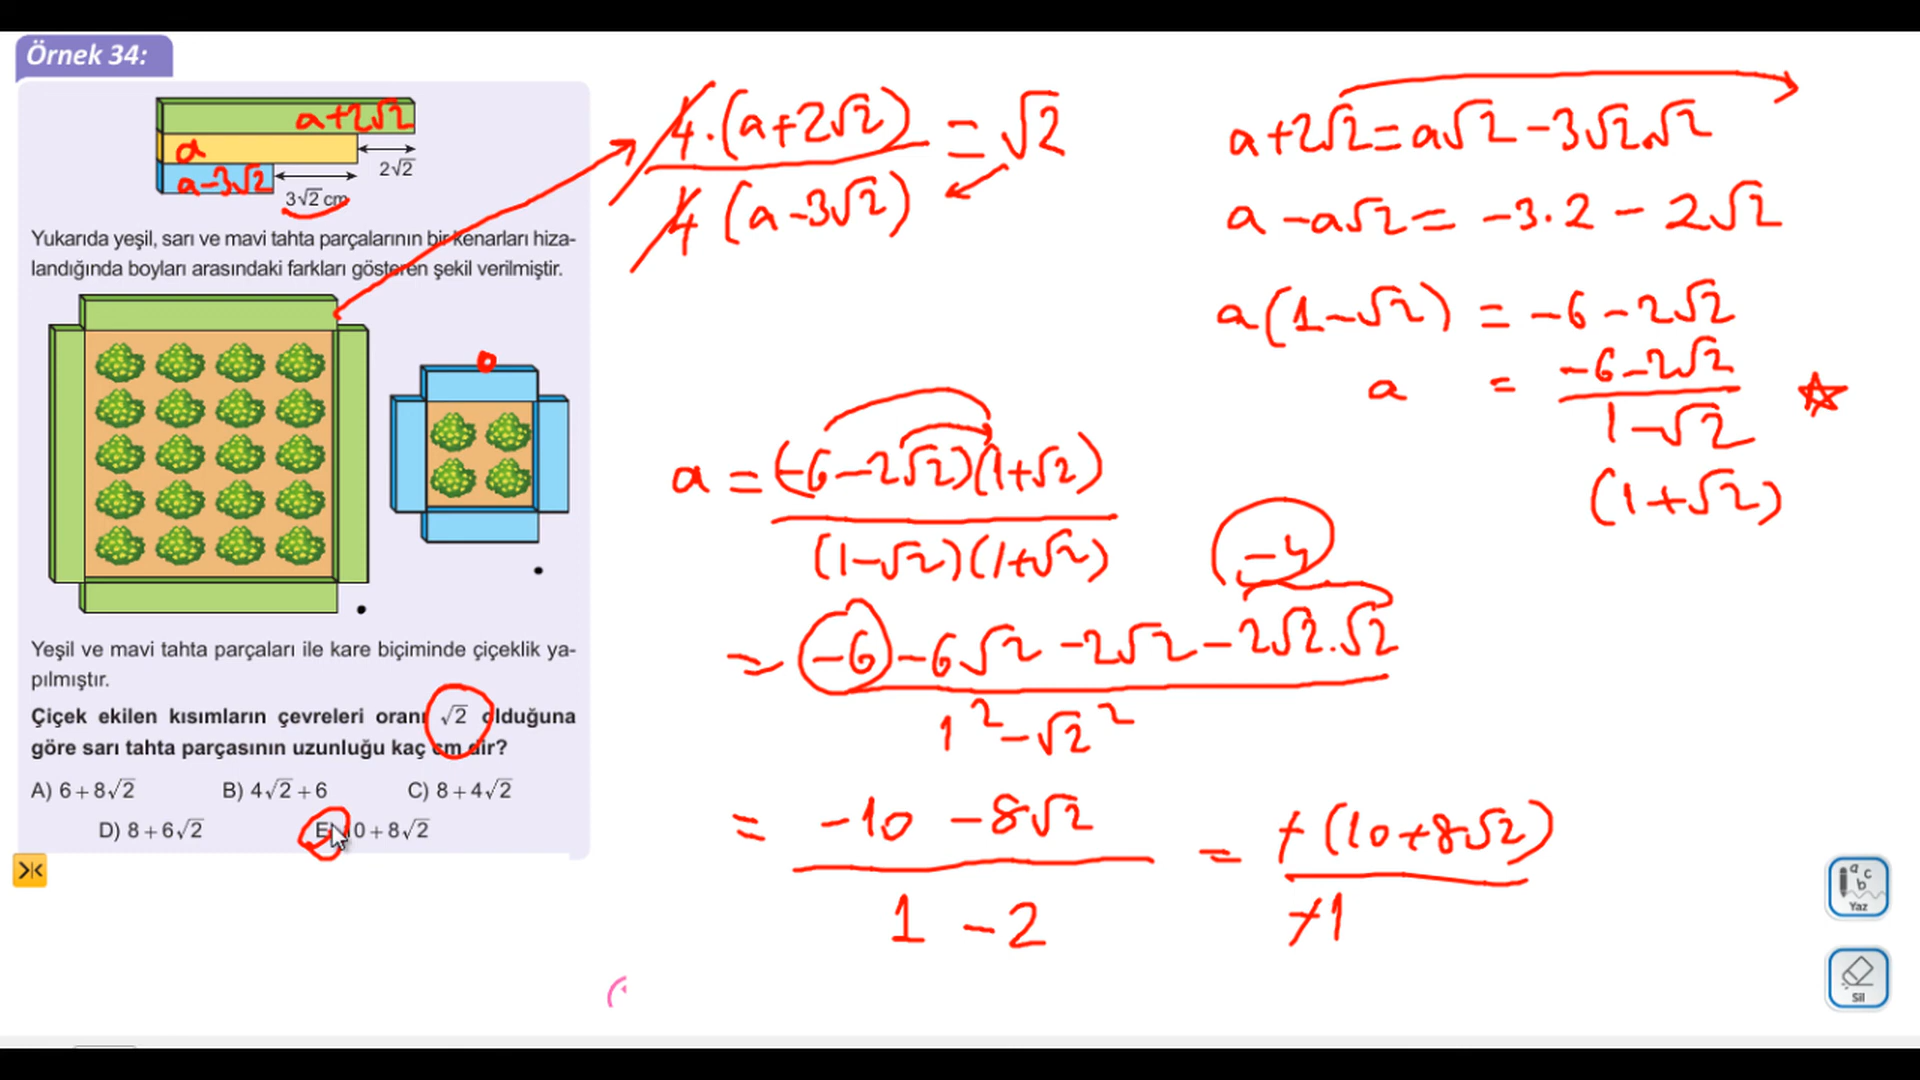 Örnek 34:
a+2√2
a
2√2
a-3√2
3√2 cm
Yukarıda yeşil, sarı ve mavi tahta parçalarının bir kenarları hiza-
landığında boyları arasındaki farkları gösteren şekil verilmiştir.
Yeşil ve mavi tahta parçaları ile kare biçiminde çiçeklik ya-
pılmıştır.
Çiçek ekilen kısımların çevreleri oranı √2 olduğuna
göre sarı tahta parçasının uzunluğu kaç cm dir?
A) 6+8√2 B) 4√2+6 C) 8+4√2
D) 8+6√2 E) 10+8√2
4.(a+2√2) = √2
4(a-3√2)
a+2√2=a√2-3√2.√2
a-a√2=-3.2-2√2
a(1-√2)=-6-2√2
a = -6-2√2
1-√2
(1+√2)
a=(-6-2√2)(1+√2)
(1-√2)(1+√2)
-4
=-6-6√2-2√2-2√2.√2
1²-√2²
= -10-8√2 = -(10+8√2)
1-2 -1
Yaz
Sil